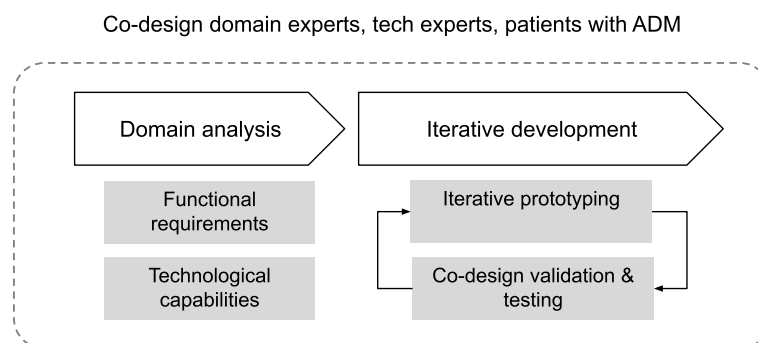 Co-design domain experts, tech experts, patients with ADM
Domain analysis
Iterative development
Functional
requirements
Iterative prototyping
Technological
capabilities
Co-design validation &
testing